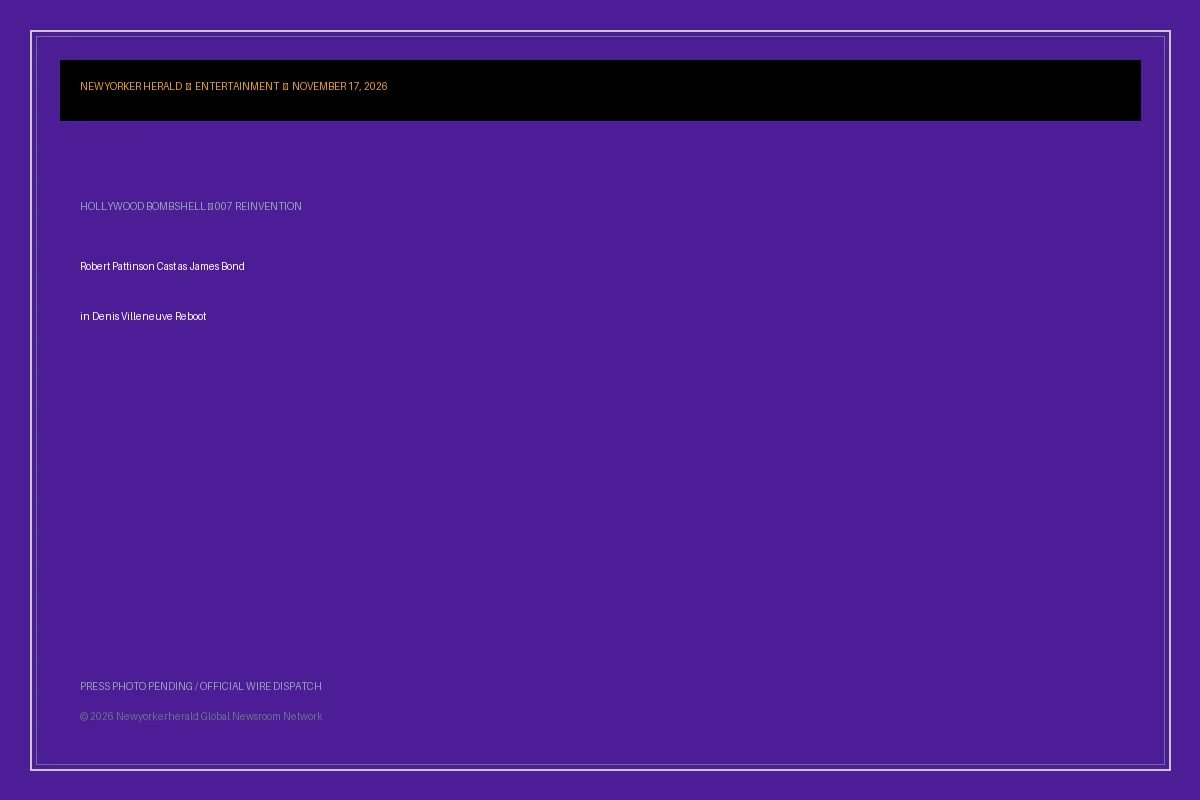 NEWYORKER HERALD ▯ ENTERTAINMENT ▯ NOVEMBER 17, 2026
HOLLYWOOD BOMBSHELL ▯ 007 REINVENTION
Robert Pattinson Cast as James Bond
in Denis Villeneuve Reboot
PRESS PHOTO PENDING / OFFICIAL WIRE DISPATCH
© 2026 Newyorkerherald Global Newsroom Network